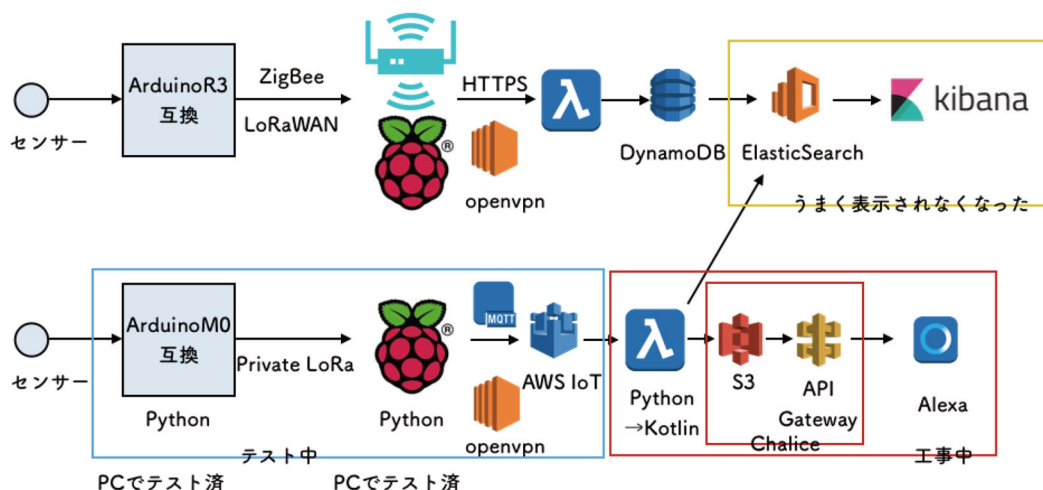 センサー
ArduinoR3
互換
ZigBee
LoRaWAN
®
HTTPS
openvpn
λ
DynamoDB
ElasticSearch
kibana
うまく表示されなくなった
センサー
ArduinoM0
互換
Python
Private LoRa
®
Python
MQTT
AWS IoT
openvpn
λ
Python
→Kotlin
S3
API
Gateway
Chalice
Alexa
テスト中
工事中
PCでテスト済
PCでテスト済